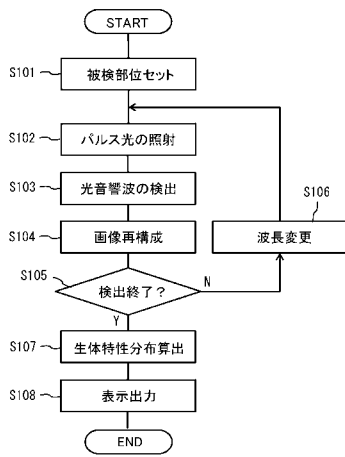 START
S101
被検部位セット
S102
パルス光の照射
S103
光音響波の検出
S106
S104
画像再構成
波長変更
S105
検出終了？
N
Y
S107
生体特性分布算出
S108
表示出力
END